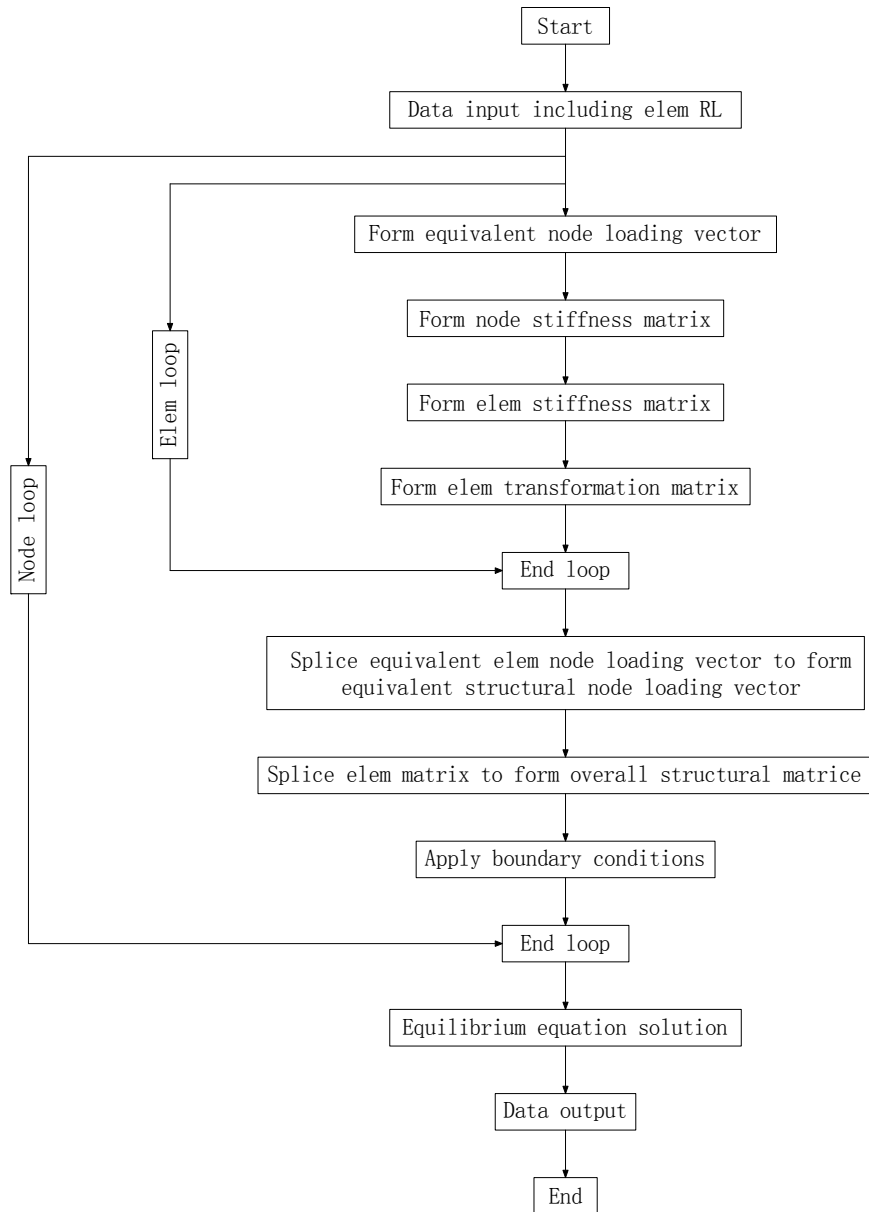 Start
Data input including elem RL
Form equivalent node loading vector
Form node stiffness matrix
Elem loop
Form elem stiffness matrix
Form elem transformation matrix
Node loop
End loop
Splice equivalent elem node loading vector to form
equivalent structural node loading vector
Splice elem matrix to form overall structural matrice
Apply boundary conditions
End loop
Equilibrium equation solution
Data output
End